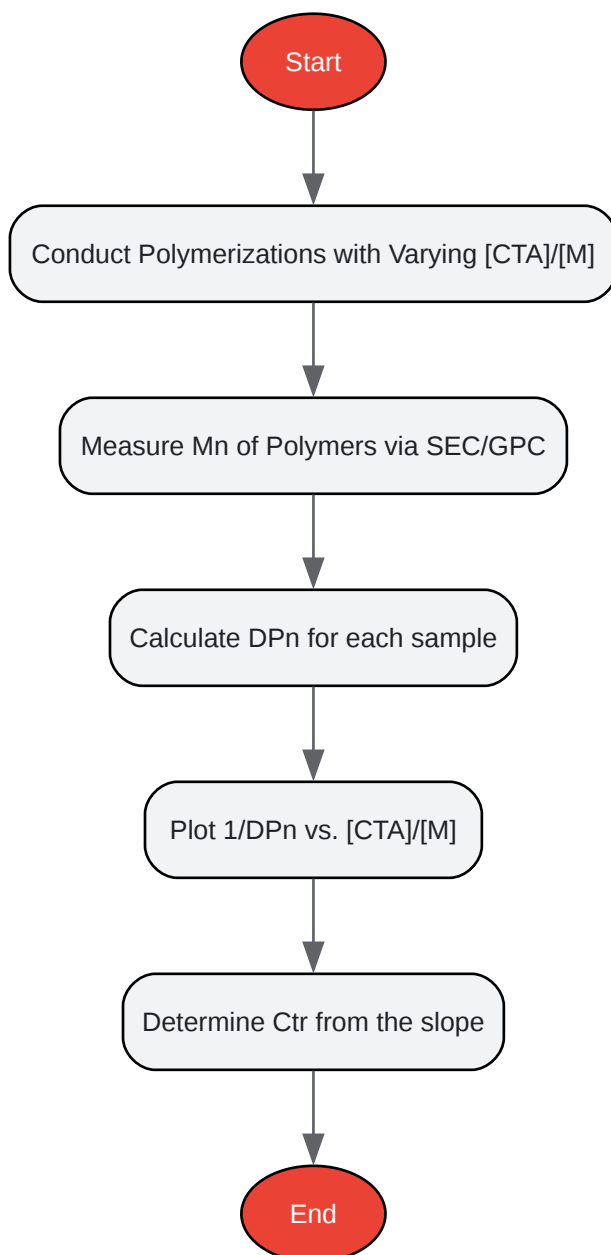 Start
Conduct Polymerizations with Varying [CTA]/[M]
Measure Mn of Polymers via SEC/GPC
Calculate DPn for each sample
Plot 1/DPn vs. [CTA]/[M]
Determine Ctr from the slope
End